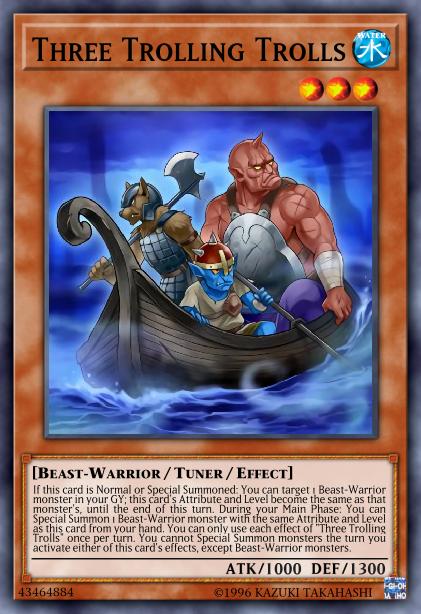 THREE TROLLING TROLLS
WATER
水
[BEAST-WARRIOR / TUNER / EFFECT]
If this card is Normal or Special Summoned: You can target 1 Beast-Warrior
monster in your GY; this card's Attribute and Level become the same as that
monster's, until the end of this turn. During your Main Phase: You can
Special Summon 1 Beast-Warrior monster with the same Attribute and Level
as this card from your hand. You can only use each effect of "Three Trolling
Trolls" once per turn. You cannot Special Summon monsters the turn you
activate either of this card's effects, except Beast-Warrior monsters.
ATK/1000 DEF/1300
43464884
©1996 KAZUKI TAKAHASHI